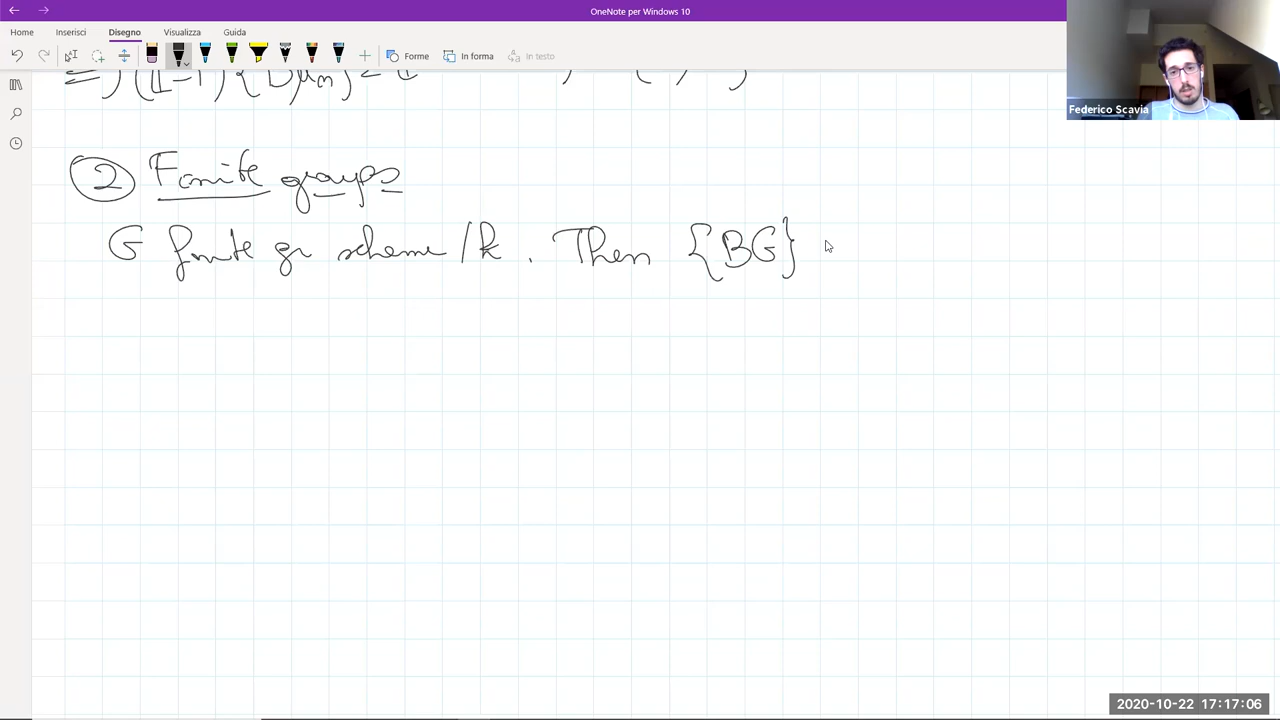 OneNote per Windows 10
Home Inserisci Disegno Visualizza Guida
Forme In forma In testo
Federico Scavia
② Finite groups
G finite gr scheme /k . Then {BG}
2020-10-22 17:17:06